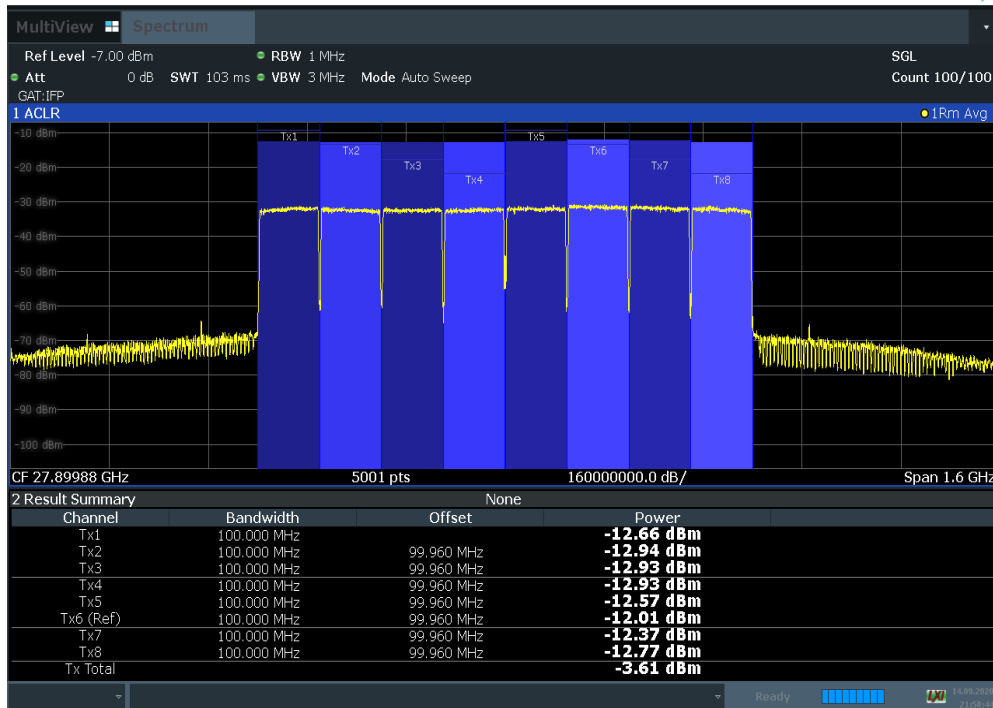 MultiView Spectrum
Ref Level -7.00 dBm RBW 1 MHz SGL
Att 0 dB SWT 103 ms VBW 3 MHz Mode Auto Sweep Count 100/100
GAT:IFP
1 ACLR 1Rm Avg
-10 dBm
Tx1 Tx5
Tx2 Tx6
-20 dBm Tx3 Tx7
Tx4 Tx8
-30 dBm
-40 dBm
-50 dBm
-60 dBm
-70 dBm
-80 dBm
-90 dBm
-100 dBm
CF 27.89988 GHz 5001 pts 160000000.0 dB/ Span 1.6 GHz
2 Result Summary None
Channel Bandwidth Offset Power
Tx1 100.000 MHz -12.66 dBm
Tx2 100.000 MHz 99.960 MHz -12.94 dBm
Tx3 100.000 MHz 99.960 MHz -12.93 dBm
Tx4 100.000 MHz 99.960 MHz -12.93 dBm
Tx5 100.000 MHz 99.960 MHz -12.57 dBm
Tx6 (Ref) 100.000 MHz 99.960 MHz -12.01 dBm
Tx7 100.000 MHz 99.960 MHz -12.37 dBm
Tx8 100.000 MHz 99.960 MHz -12.77 dBm
Tx Total -3.61 dBm
Ready LXI 14.09.2020
21:50:44